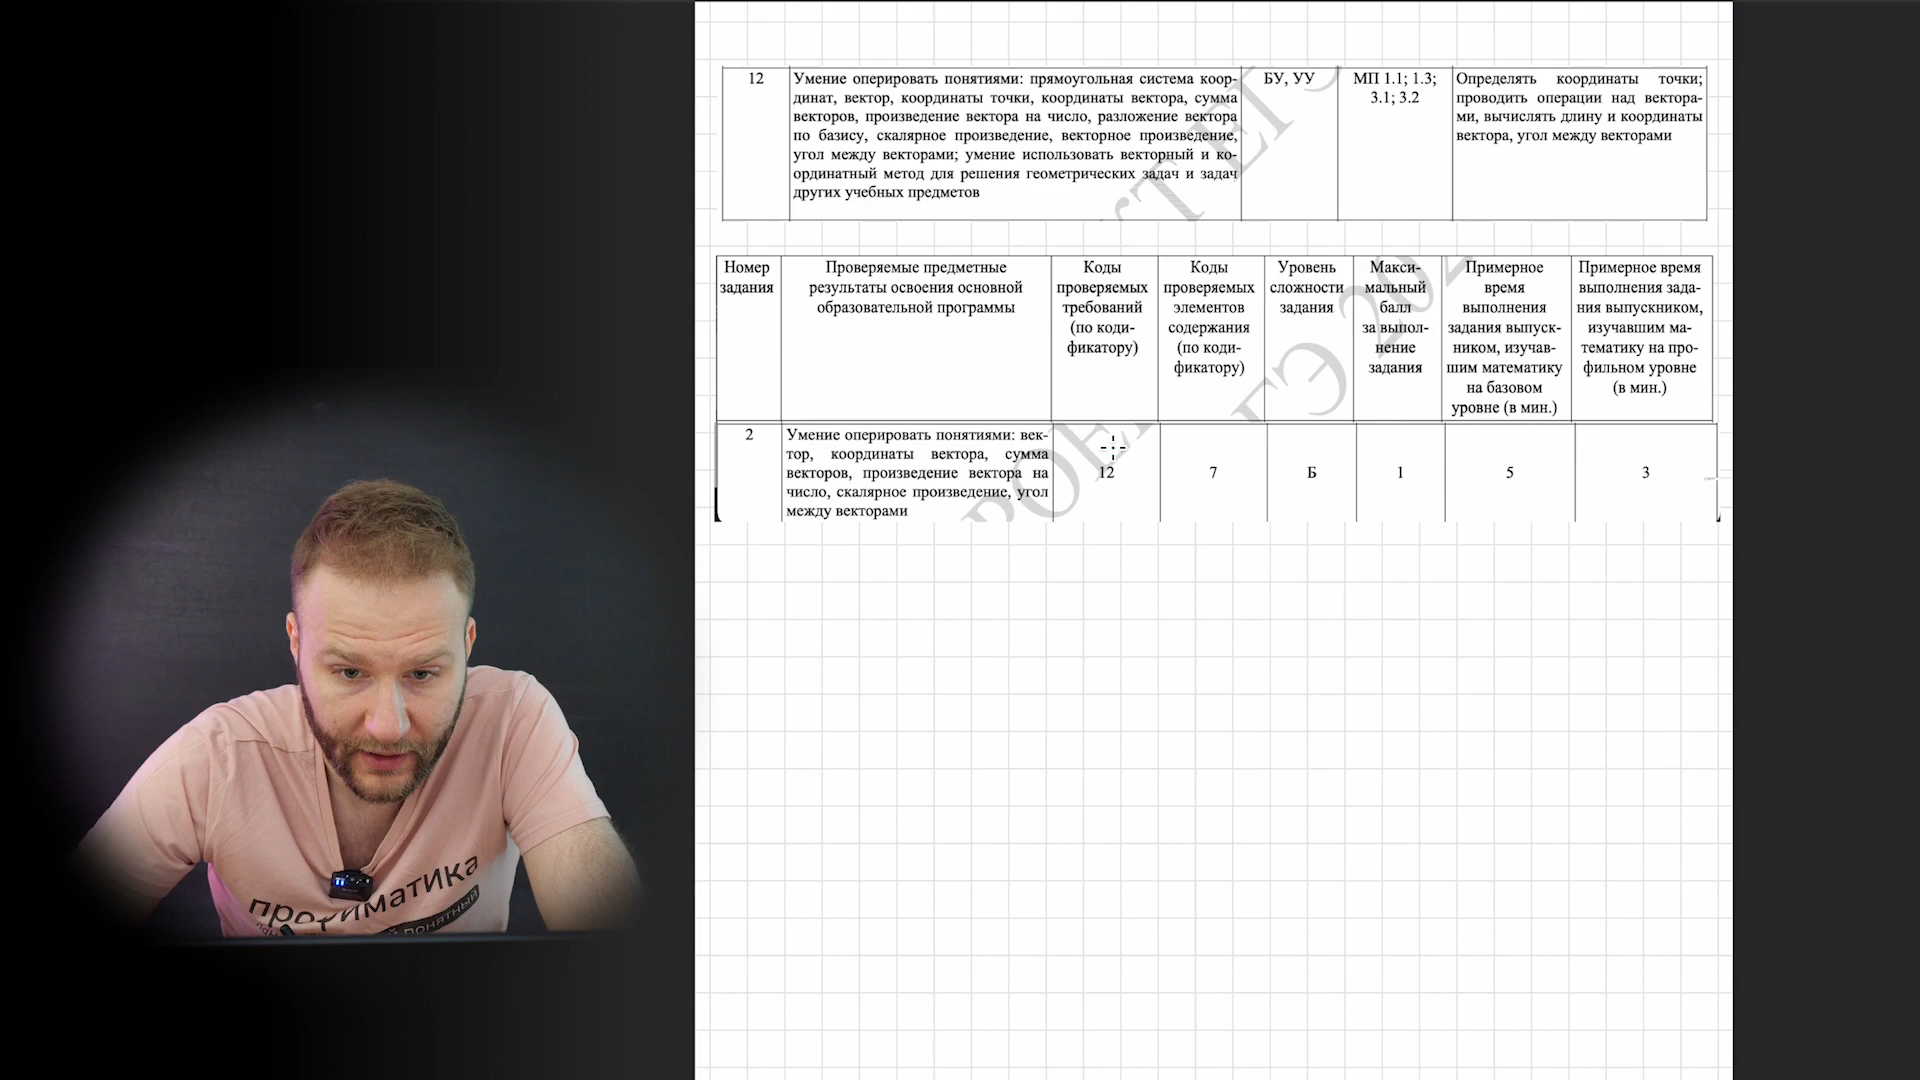 12
Умение оперировать понятиями: прямоугольная система коор-
динат, вектор, координаты точки, координаты вектора, сумма
векторов, произведение вектора на число, разложение вектора
по базису, скалярное произведение, векторное произведение,
угол между векторами; умение использовать векторный и ко-
ординатный метод для решения геометрических задач и задач
других учебных предметов
БУ, УУ
МП 1.1; 1.3;
3.1; 3.2
Определять координаты точки;
проводить операции над вектора-
ми, вычислять длину и координаты
вектора, угол между векторами
Номер
задания
Проверяемые предметные
результаты освоения основной
образовательной программы
Коды
проверяемых
требований
(по коди-
фикатору)
Коды
проверяемых
элементов
содержания
(по коди-
фикатору)
Уровень
сложности
задания
Макси-
мальный
балл
за выпол-
нение
задания
Примерное
время
выполнения
задания выпуск-
ником, изучав-
шим математику
на базовом
уровне (в мин.)
Примерное время
выполнения зада-
ния выпускником,
изучавшим ма-
тематику на про-
фильном уровне
(в мин.)
2
Умение оперировать понятиями: век-
тор, координаты вектора, сумма
векторов, произведение вектора на
число, скалярное произведение, угол
между векторами
12
7
Б
1
5
3
профиматика
понятный